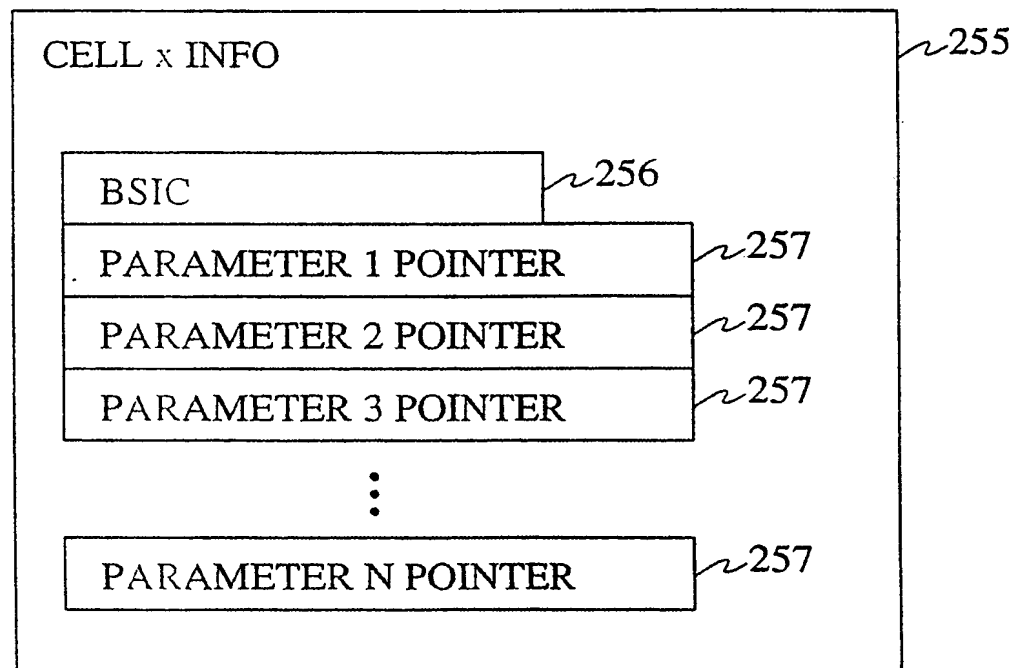 CELL x INFO
255
BSIC
256
PARAMETER 1 POINTER
257
PARAMETER 2 POINTER
257
PARAMETER 3 POINTER
257
PARAMETER N POINTER
257